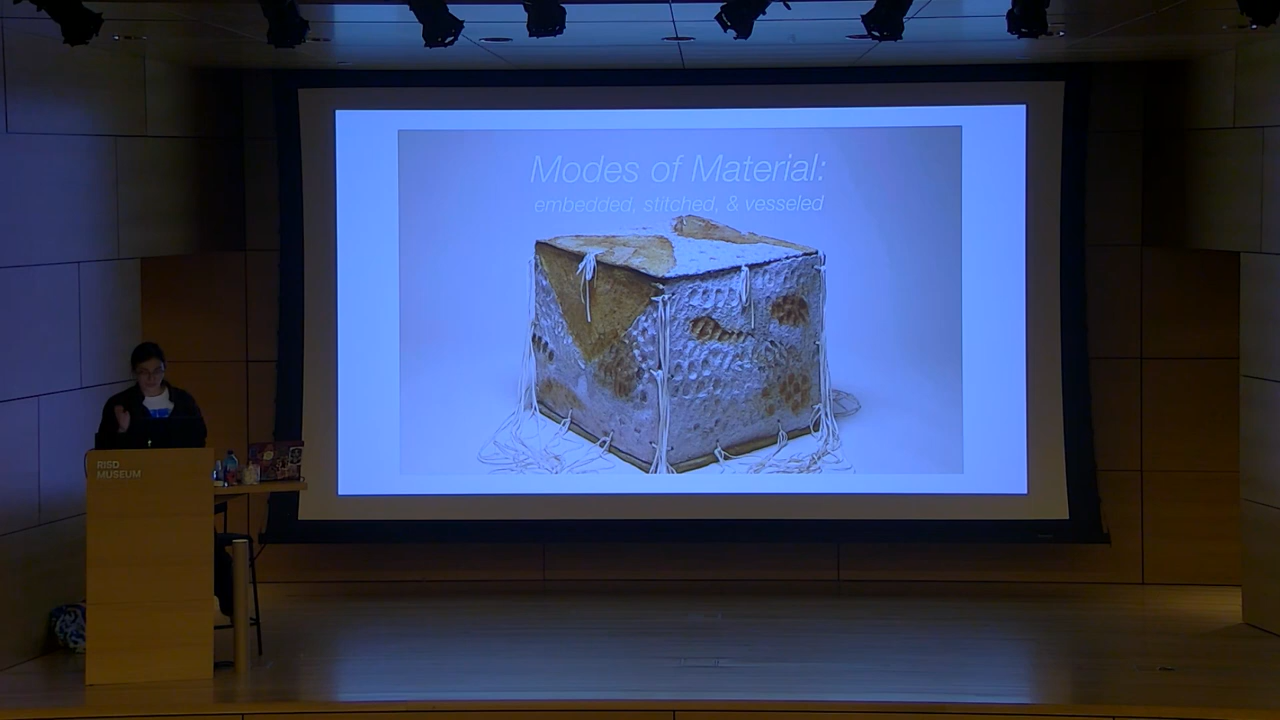 Modes of Material:
embedded, stitched, & vesseled
RISD
MUSEUM